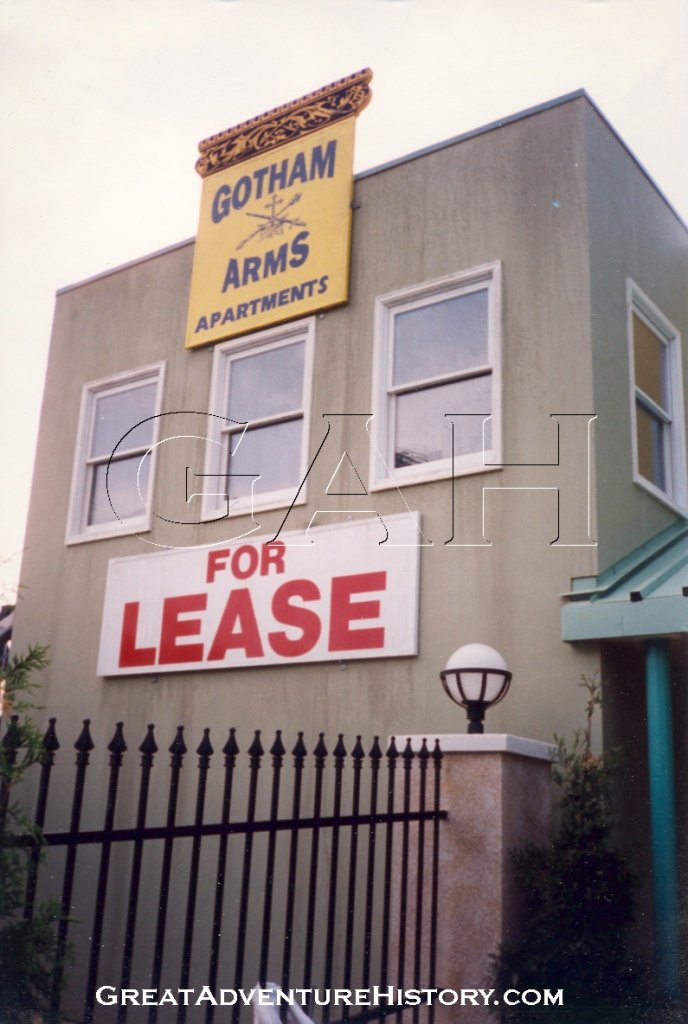 GOTHAM
ARMS
APARTMENTS
GAH
FOR
LEASE
GREATADVENTUREHISTORY.COM